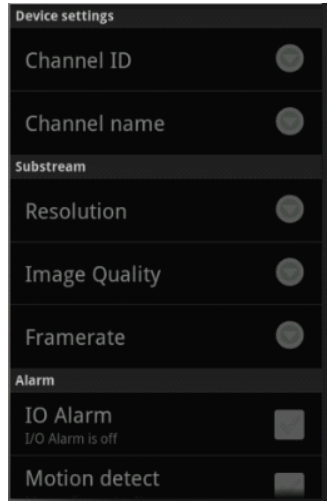 Device settings
Channel ID
Channel name
Substream
Resolution
Image Quality
Framerate
Alarm
IO Alarm
I/O Alarm is off
Motion detect